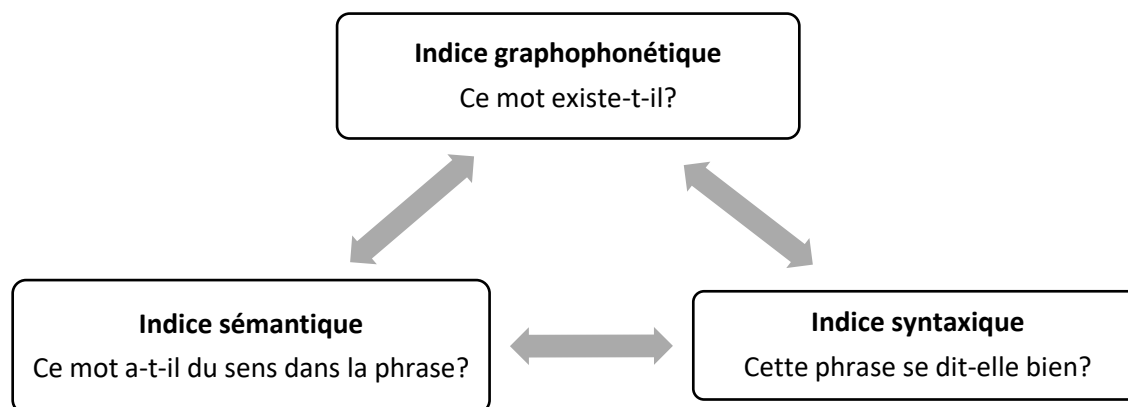 Indice graphophonétique
Ce mot existe-t-il?
Indice sémantique
Ce mot a-t-il du sens dans la phrase?
Indice syntaxique
Cette phrase se dit-elle bien?